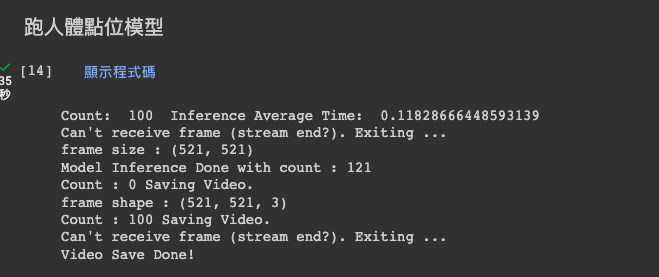 跑人體點位模型
[14] 顯示程式碼
35
秒
Count:  100  Inference Average Time:  0.11828666448593139
Can't receive frame (stream end?). Exiting ...
frame size : (521, 521)
Model Inference Done with count : 121
Count : 0 Saving Video.
frame shape : (521, 521, 3)
Count : 100 Saving Video.
Can't receive frame (stream end?). Exiting ...
Video Save Done!